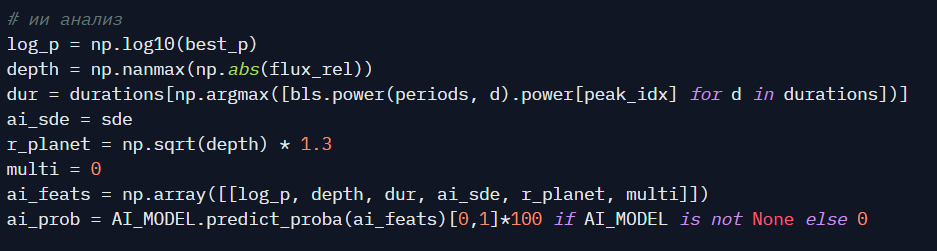 # ии анализ
log_p = np.log10(best_p)
depth = np.nanmax(np.abs(flux_rel))
dur = durations[np.argmax([bls.power(periods, d).power[peak_idx] for d in durations])]
ai_sde = sde
r_planet = np.sqrt(depth) * 1.3
multi = 0
ai_feats = np.array([[log_p, depth, dur, ai_sde, r_planet, multi]])
ai_prob = AI_MODEL.predict_proba(ai_feats)[0,1]*100 if AI_MODEL is not None else 0